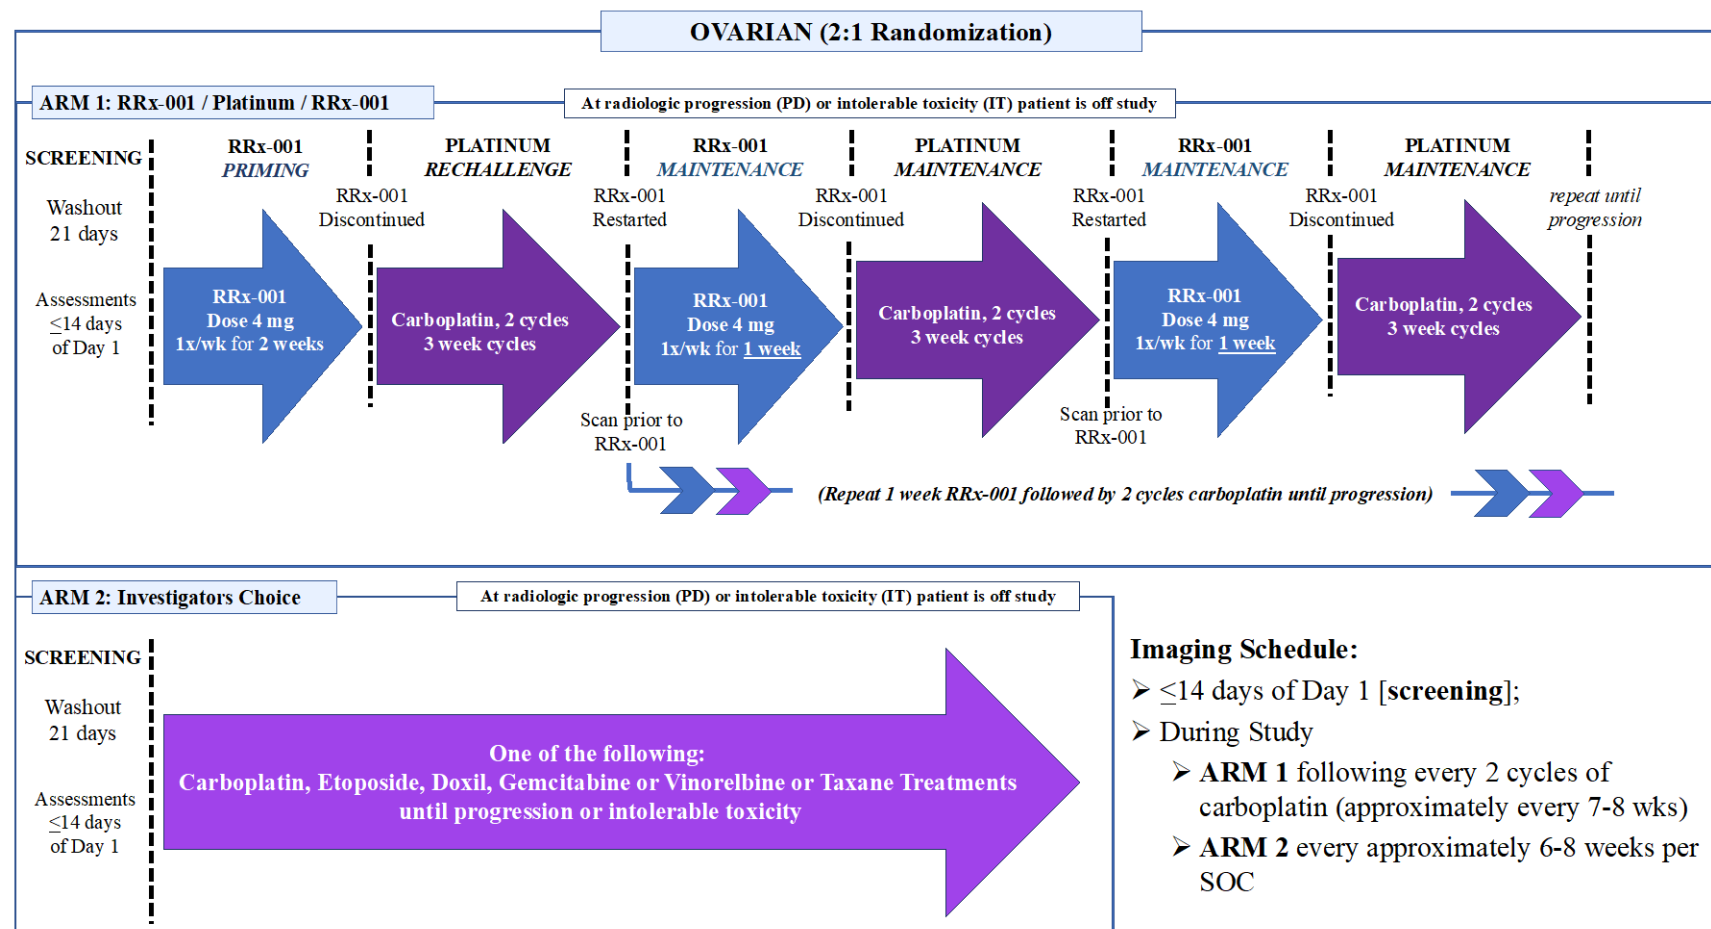 OVARIAN (2:1 Randomization)
ARM 1: RRx-001 / Platinum / RRx-001
At radiologic progression (PD) or intolerable toxicity (IT) patient is off study
SCREENING
Washout
21 days
Assessments
≤14 days
of Day 1
RRx-001
PRIMING
RRx-001
Dose 4 mg
1x/wk for 2 weeks
RRx-001
Discontinued
PLATINUM
RECHALLENGE
Carboplatin, 2 cycles
3 week cycles
RRx-001
Restarted
Scan prior to
RRx-001
RRx-001
MAINTENANCE
RRx-001
Dose 4 mg
1x/wk for 1 week
RRx-001
Discontinued
PLATINUM
MAINTENANCE
Carboplatin, 2 cycles
3 week cycles
RRx-001
Restarted
Scan prior to
RRx-001
RRx-001
MAINTENANCE
RRx-001
Dose 4 mg
1x/wk for 1 week
RRx-001
Discontinued
PLATINUM
MAINTENANCE
Carboplatin, 2 cycles
3 week cycles
repeat until
progression
(Repeat 1 week RRx-001 followed by 2 cycles carboplatin until progression)
ARM 2: Investigators Choice
At radiologic progression (PD) or intolerable toxicity (IT) patient is off study
SCREENING
Washout
21 days
Assessments
≤14 days
of Day 1
One of the following:
Carboplatin, Etoposide, Doxil, Gemcitabine or Vinorelbine or Taxane Treatments
until progression or intolerable toxicity
Imaging Schedule:
➢ ≤14 days of Day 1 [screening];
➢ During Study
➢ ARM 1 following every 2 cycles of
carboplatin (approximately every 7-8 wks)
➢ ARM 2 every approximately 6-8 weeks per
SOC